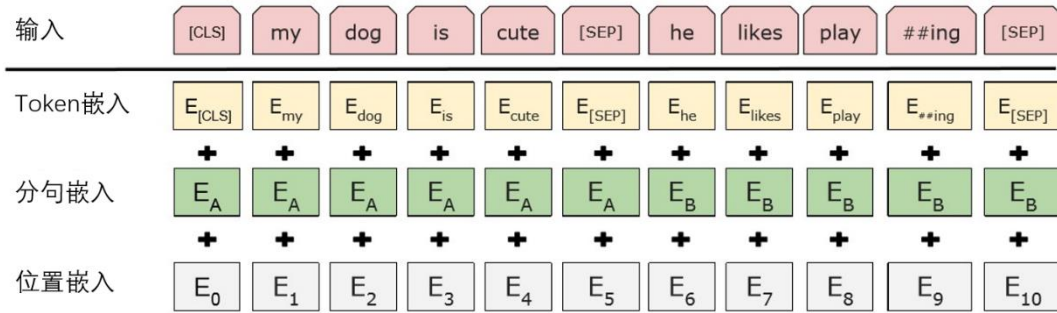 输入 [CLS] my dog is cute [SEP] he likes play ##ing [SEP]
Token嵌入 E[CLS] Emy Edog Eis Ecute E[SEP] Ehe Elikes Eplay E##ing E[SEP]
+ + + + + + + + + + +
分句嵌入 EA EA EA EA EA EA EB EB EB EB EB
+ + + + + + + + + + +
位置嵌入 E0 E1 E2 E3 E4 E5 E6 E7 E8 E9 E10